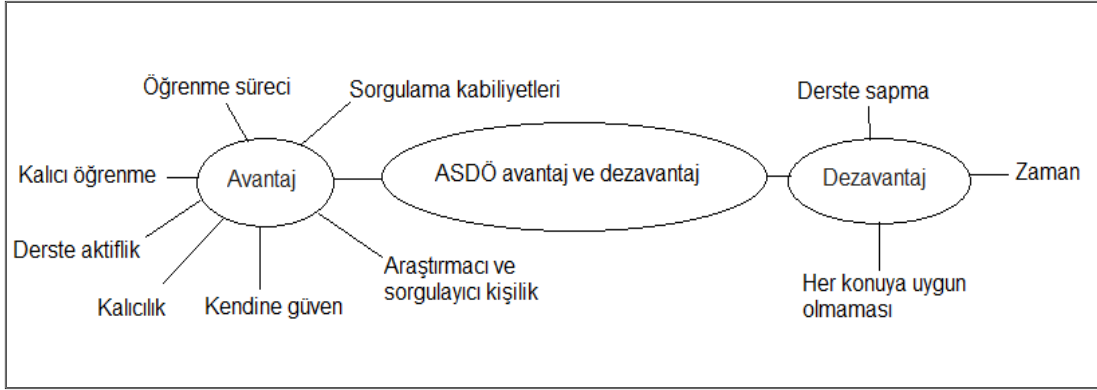 Öğrenme süreci
Sorgulama kabiliyetleri
Kalıcı öğrenme
Avantaj
Derste aktiflik
Kalıcılık
Kendine güven
Araştırmacı ve
sorgulayıcı kişilik
ASDÖ avantaj ve dezavantaj
Derste sapma
Dezavantaj
Zaman
Her konuya uygun
olmaması